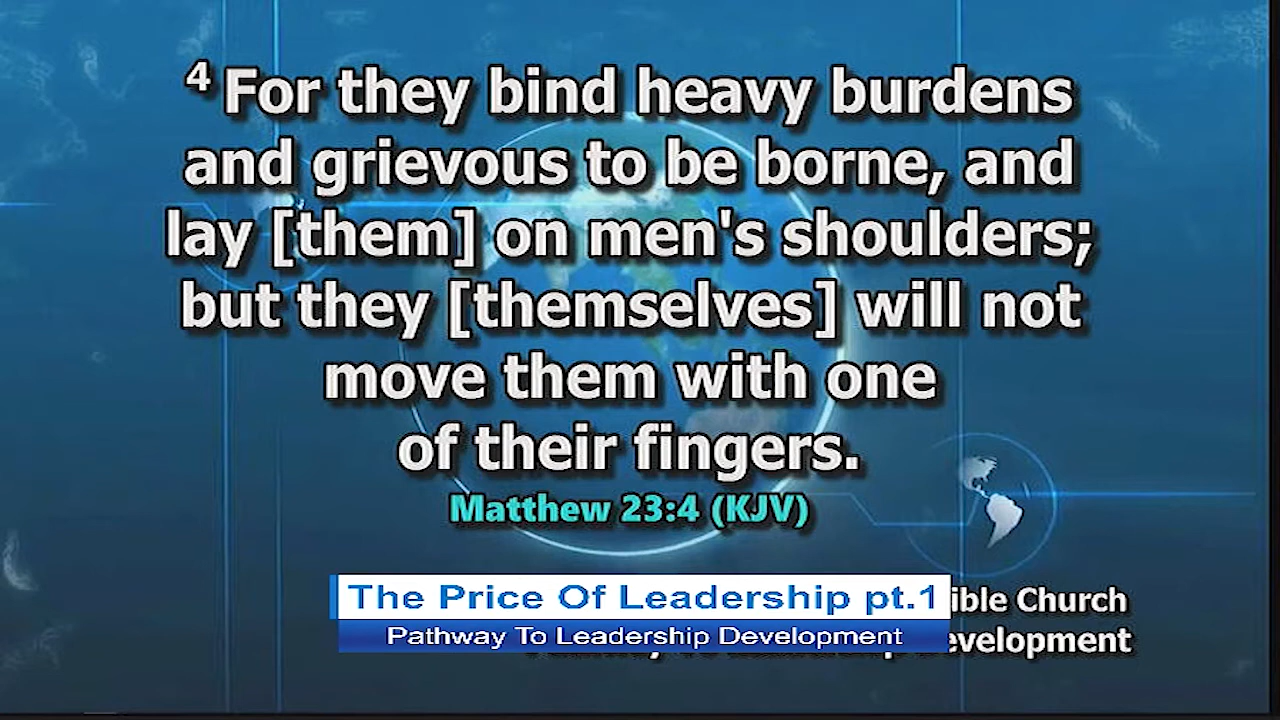 4 For they bind heavy burdens
and grievous to be borne, and
lay [them] on men's shoulders;
but they [themselves] will not
move them with one
of their fingers.
Matthew 23:4 (KJV)
The Price Of Leadership pt.1
Church
Pathway To Leadership Development